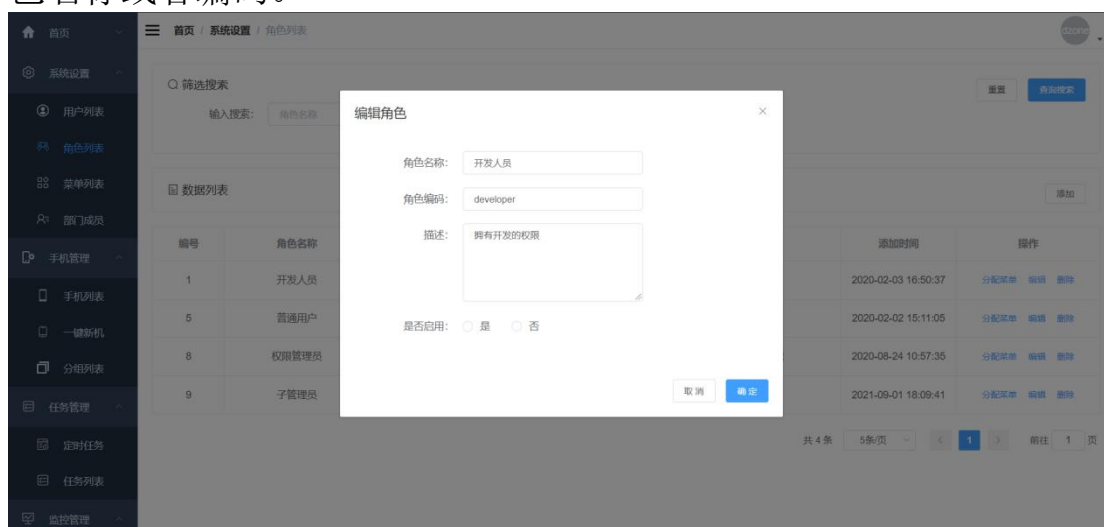 首页
首页 / 系统设置 / 角色列表
dzone
系统设置
筛选搜索
重置
查询搜索
用户列表
输入搜索:
角色名称
编辑角色
角色列表
角色名称:
开发人员
菜单列表
数据列表
角色编码:
developer
添加
部门成员
描述:
拥有开发的权限
编号 角色名称 添加时间 操作
手机管理
1 开发人员 2020-02-03 16:50:37 分配菜单 编辑 删除
手机列表
5 普通用户 2020-02-02 15:11:05 分配菜单 编辑 删除
是否启用: 是 否
一键新机
8 权限管理员 2020-08-24 10:57:35 分配菜单 编辑 删除
分组列表
9 子管理员 2021-09-01 18:09:41 分配菜单 编辑 删除
取消 确定
任务管理
共 4 条 5条/页 1 前往 1 页
定时任务
任务列表
监控管理